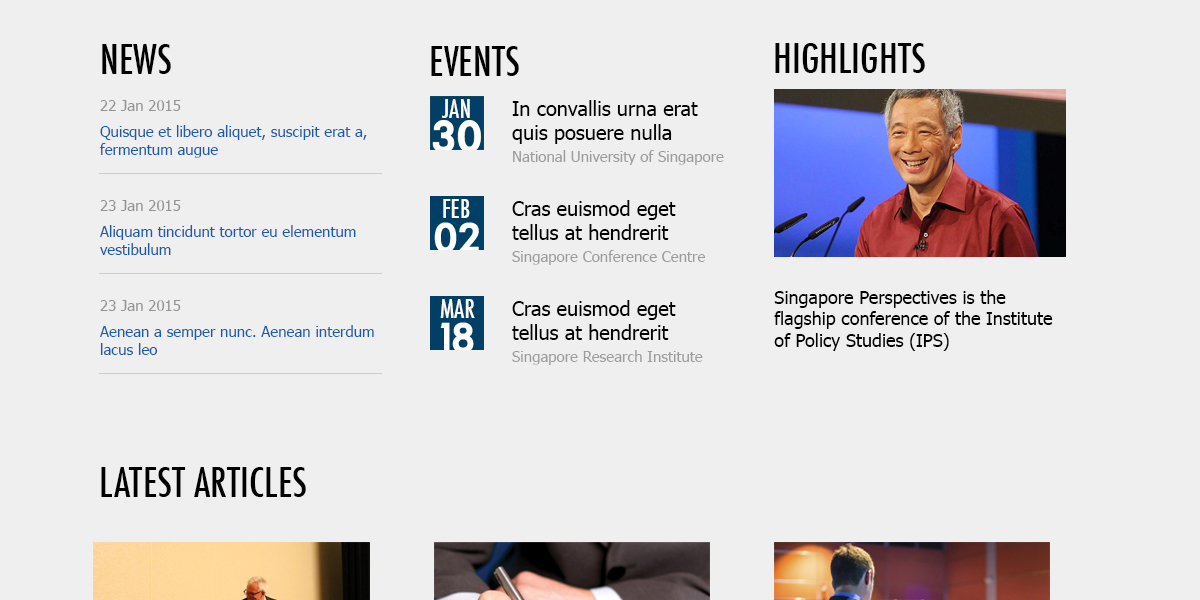 NEWS
22 Jan 2015
Quisque et libero aliquet, suscipit erat a,
fermentum augue
23 Jan 2015
Aliquam tincidunt tortor eu elementum
vestibulum
23 Jan 2015
Aenean a semper nunc. Aenean interdum
lacus leo
EVENTS
JAN
30
In convallis urna erat
quis posuere nulla
National University of Singapore
FEB
02
Cras euismod eget
tellus at hendrerit
Singapore Conference Centre
MAR
18
Cras euismod eget
tellus at hendrerit
Singapore Research Institute
HIGHLIGHTS
Singapore Perspectives is the
flagship conference of the Institute
of Policy Studies (IPS)
LATEST ARTICLES